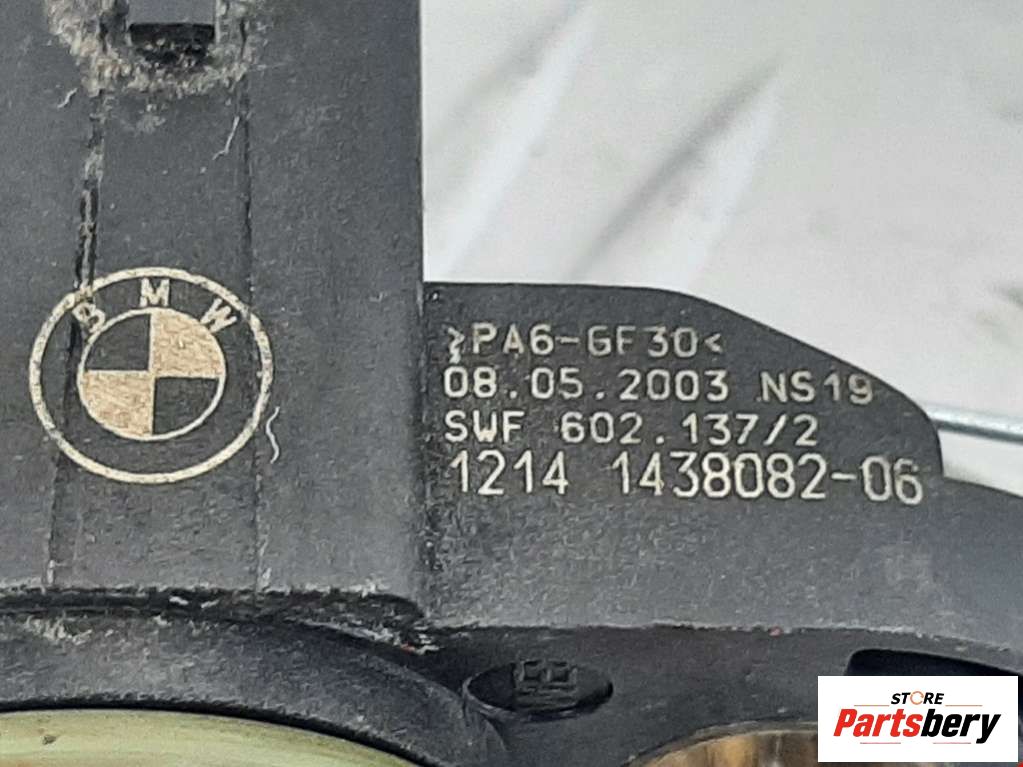 BMW
>PA6-GF30<
08.05.2003 NS19
SWF 602.137/2
1214 1438082-06
STORE
Partsbery